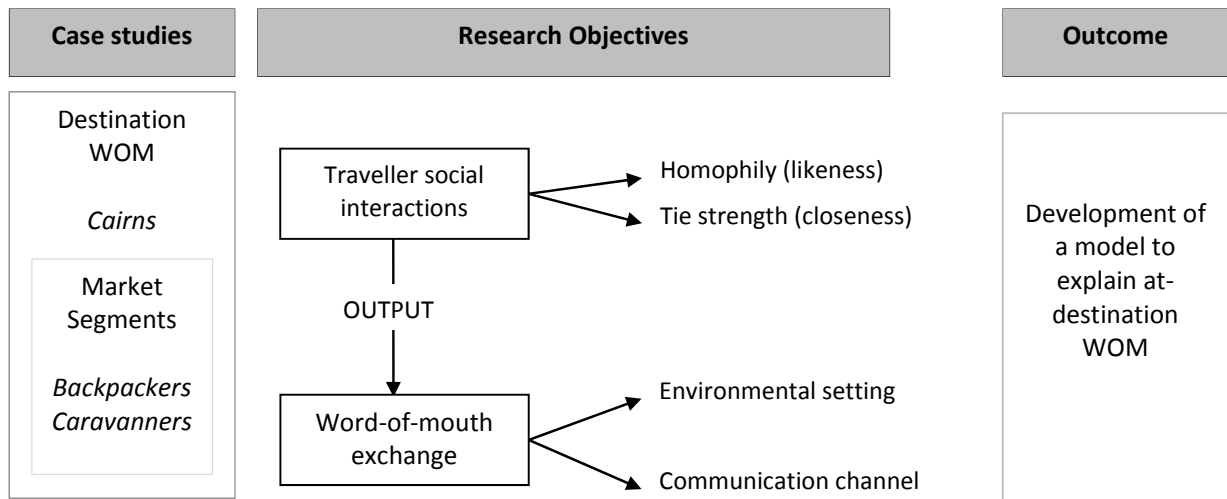 Case studies
Research Objectives
Outcome
Destination
WOM
Cairns
Market
Segments
Backpackers
Caravanners
Traveller social
interactions
Homophily (likeness)
Tie strength (closeness)
OUTPUT
Word-of-mouth
exchange
Environmental setting
Communication channel
Development of
a model to
explain at-
destination
WOM